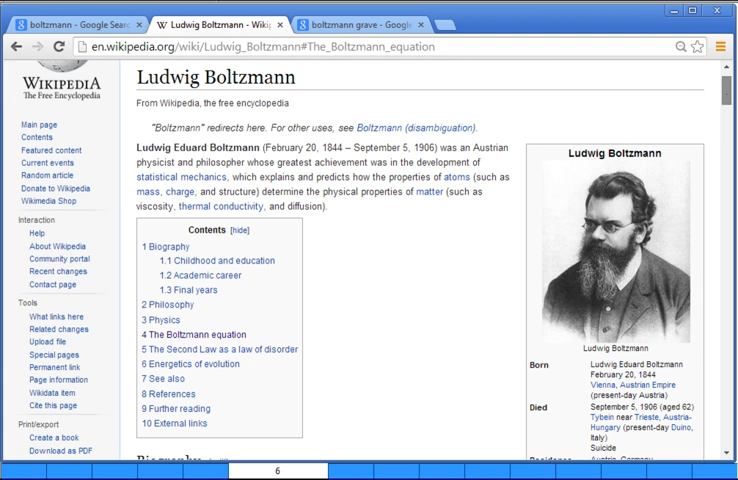 boltzmann - Google Searc
Ludwig Boltzmann - Wikip
boltzmann grave - Google
en.wikipedia.org/wiki/Ludwig_Boltzmann#The_Boltzmann_equation
WIKIPEDIA
The Free Encyclopedia
Main page
Contents
Featured content
Current events
Random article
Donate to Wikipedia
Wikimedia Shop
Interaction
Help
About Wikipedia
Community portal
Recent changes
Contact page
Tools
What links here
Related changes
Upload file
Special pages
Permanent link
Page information
Wikidata item
Cite this page
Print/export
Create a book
Download as PDF
Ludwig Boltzmann
From Wikipedia, the free encyclopedia
"Boltzmann" redirects here. For other uses, see Boltzmann (disambiguation).
Ludwig Eduard Boltzmann (February 20, 1844 – September 5, 1906) was an Austrian
physicist and philosopher whose greatest achievement was in the development of
statistical mechanics, which explains and predicts how the properties of atoms (such as
mass, charge, and structure) determine the physical properties of matter (such as
viscosity, thermal conductivity, and diffusion).
Contents [hide]
1 Biography
1.1 Childhood and education
1.2 Academic career
1.3 Final years
2 Philosophy
3 Physics
4 The Boltzmann equation
5 The Second Law as a law of disorder
6 Energetics of evolution
7 See also
8 References
9 Further reading
10 External links
Ludwig Boltzmann
Ludwig Boltzmann
Born Ludwig Eduard Boltzmann
February 20, 1844
Vienna, Austrian Empire
(present-day Austria)
Died September 5, 1906 (aged 62)
Tybein near Trieste, Austria-
Hungary (present-day Duino,
Italy)
Suicide
6